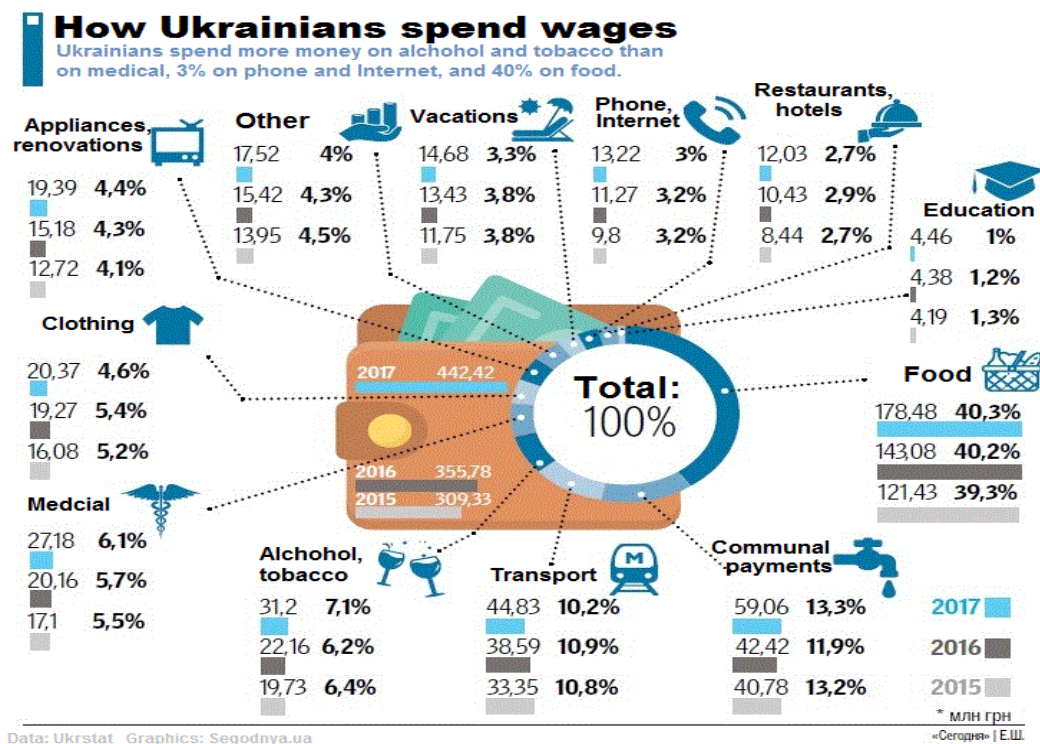 How Ukrainians spend wages
Ukrainians spend more money on alchohol and tobacco than
on medical, 3% on phone and Internet, and 40% on food.
Appliances,
renovations
19,39 4,4%
15,18 4,3%
12,72 4,1%
Other
17,52 4%
15,42 4,3%
13,95 4,5%
Vacations
14,68 3,3%
13,43 3,8%
11,75 3,8%
Phone,
Internet
13,22 3%
11,27 3,2%
9,8 3,2%
Restaurants,
hotels
12,03 2,7%
10,43 2,9%
8,44 2,7%
Education
4,46 1%
4,38 1,2%
4,19 1,3%
Clothing
20,37 4,6%
19,27 5,4%
16,08 5,2%
2017 442,42
2016 355,78
2015 309,33
Total:
100%
Food
178,48 40,3%
143,08 40,2%
121,43 39,3%
Medcial
27,18 6,1%
20,16 5,7%
17,1 5,5%
Alchohol,
tobacco
31,2 7,1%
22,16 6,2%
19,73 6,4%
M
Transport
44,83 10,2%
38,59 10,9%
33,35 10,8%
Communal
payments
59,06 13,3%
42,42 11,9%
40,78 13,2%
2017
2016
2015
* млн грн
Data: Ukrstat Graphics: Segodnya.ua
«Сегодня» | Е.Ш.